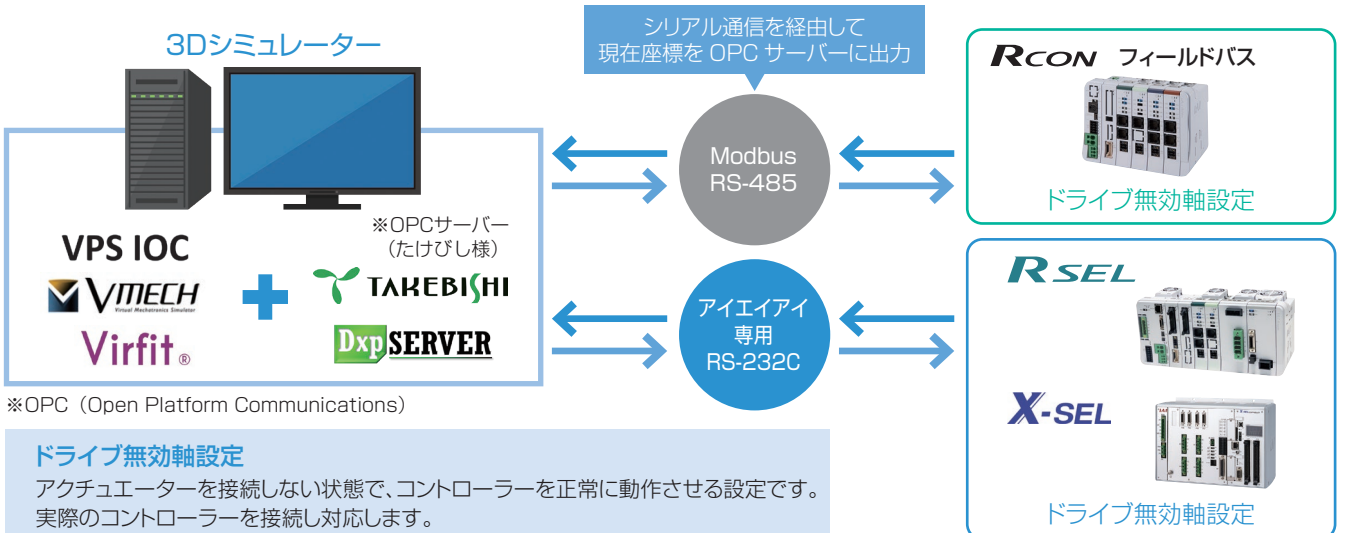 3Dシミュレーター
シリアル通信を経由して
現在座標を OPC サーバーに出力
RCON フィールドバス
Modbus
RS-485
ドライブ無効軸設定
※OPCサーバー
（たけびし様）
VPS IOC
VMECH
Virtual Mechatronics Simulator
Virfit®
TAKEBISHI
DxpSERVER
アイエイアイ
専用
RS-232C
RSEL
X-SEL
ドライブ無効軸設定
※OPC（Open Platform Communications）
ドライブ無効軸設定
アクチュエーターを接続しない状態で、コントローラーを正常に動作させる設定です。
実際のコントローラーを接続し対応します。